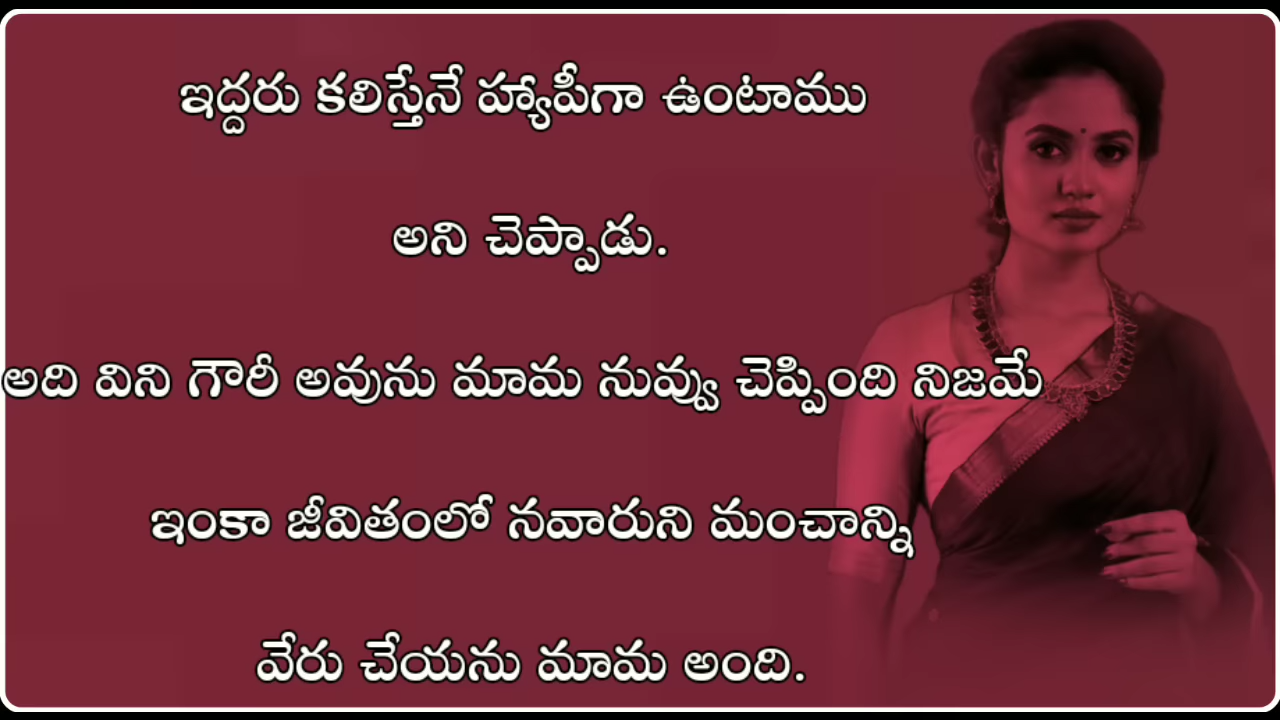 ఇద్దరు కలిస్తేనే హ్యాపీగా ఉంటాము
అని చెప్పాడు.
అది విని గౌరీ అవును మామ నువ్వు చెప్పింది నిజమే
ఇంకా జీవితంలో నవారుని మంచాన్ని
వేరు చేయను మామ అంది.